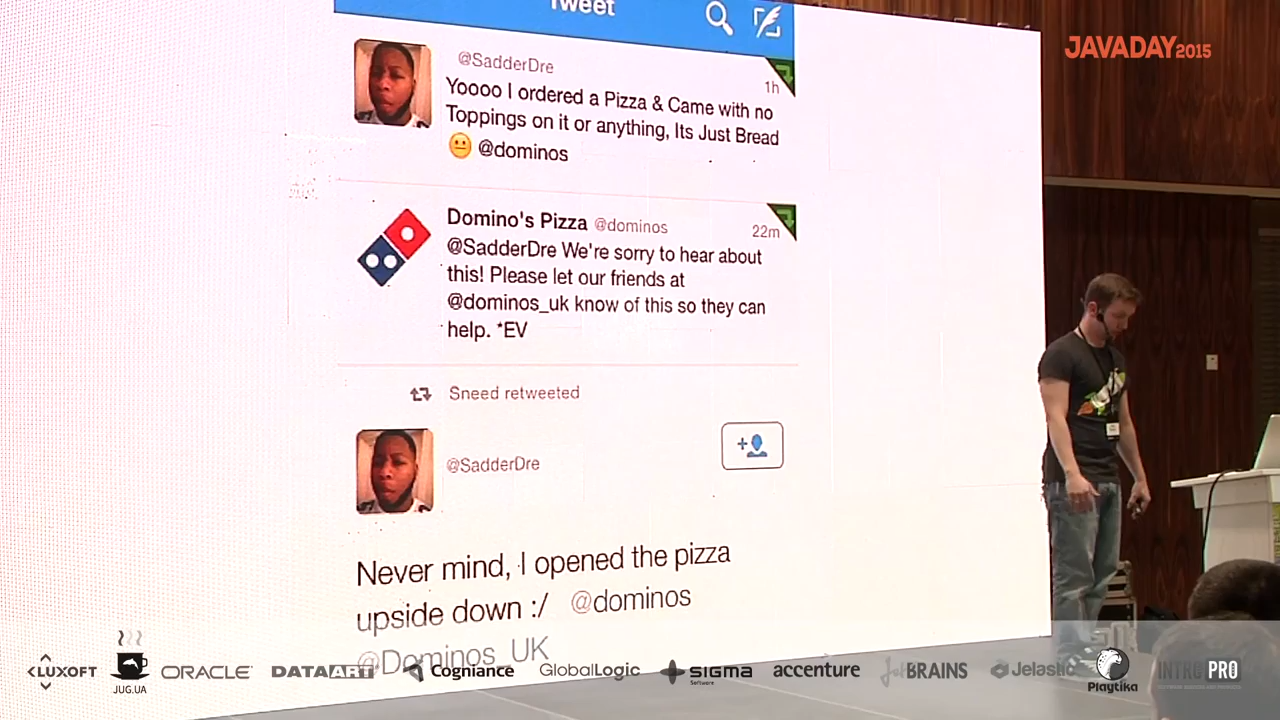 Tweet
JAVADAY2015
@SadderDre
1h
Yoooo I ordered a Pizza & Came with no
Toppings on it or anything, Its Just Bread
😐 @dominos
Domino's Pizza @dominos
22m
@SadderDre We're sorry to hear about
this! Please let our friends at
@dominos_uk know of this so they can
help. *EV
Sneed retweeted
@SadderDre
Never mind, I opened the pizza
upside down :/ @dominos
@Dominos_UK
LUXOFT
JUG.UA
ORACLE
DATAART
Cogniance
GlobalLogic
SIGMA
Software
accenture
JetBRAINS
Jelastic
Playtika
INTROPRO